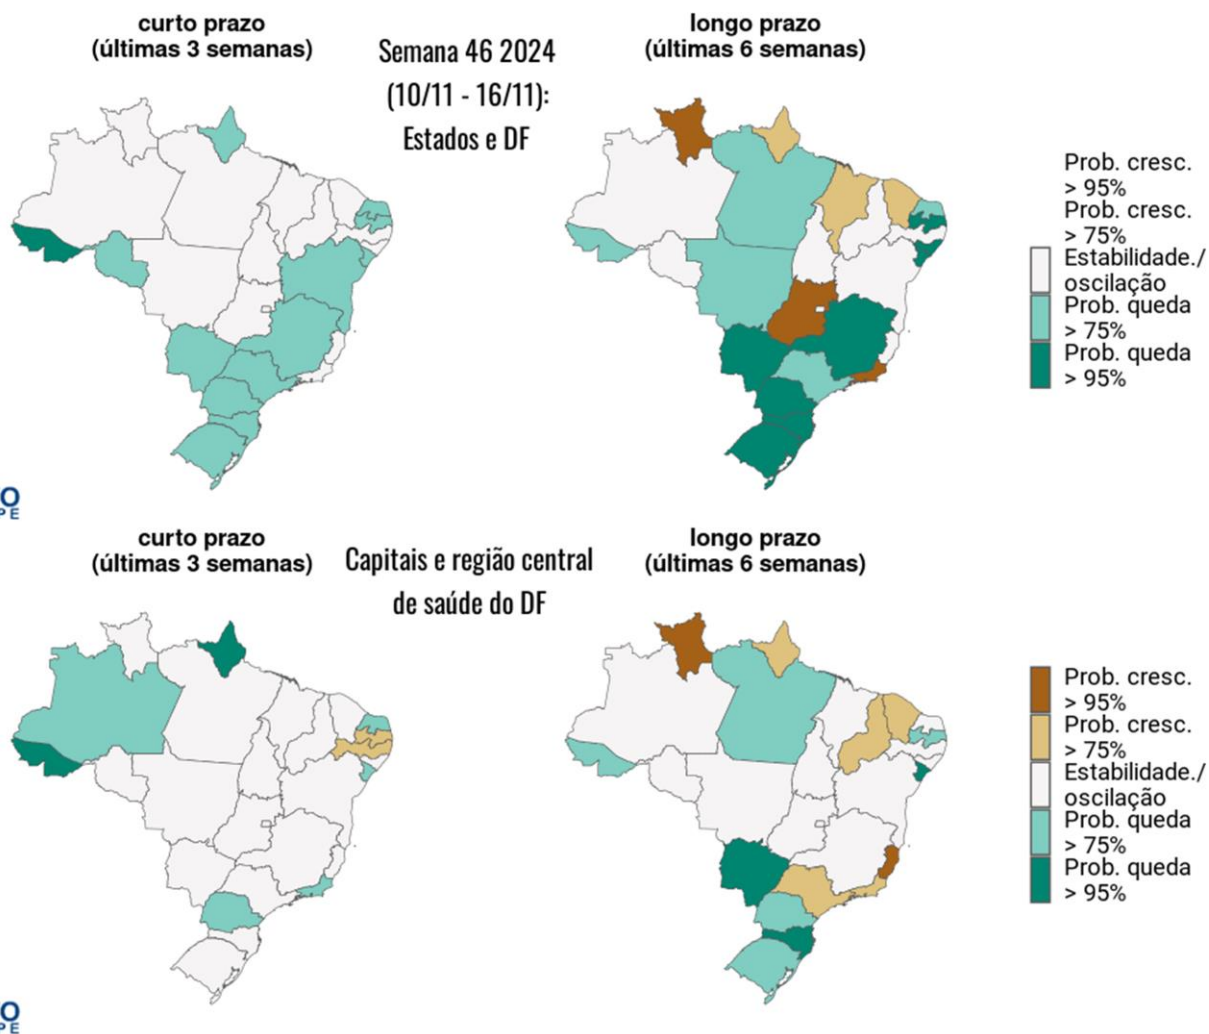 curto prazo
(últimas 3 semanas)
Semana 46 2024
(10/11 - 16/11):
Estados e DF
longo prazo
(últimas 6 semanas)
Prob. cresc.
> 95%
Prob. cresc.
> 75%
Estabilidade./
oscilação
Prob. queda
> 75%
Prob. queda
> 95%
O
PE
curto prazo
(últimas 3 semanas)
Capitais e região central
de saúde do DF
longo prazo
(últimas 6 semanas)
Prob. cresc.
> 95%
Prob. cresc.
> 75%
Estabilidade./
oscilação
Prob. queda
> 75%
Prob. queda
> 95%
O
PE